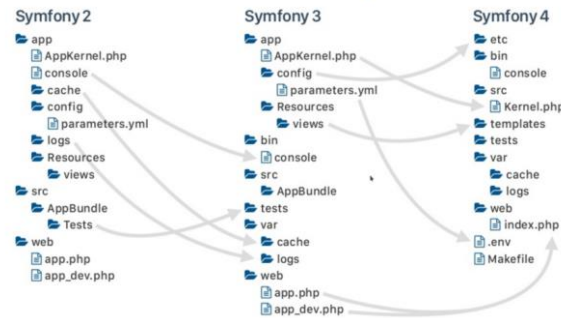 Symfony 2
app
AppKernel.php
console
cache
config
parameters.yml
logs
Resources
views
src
AppBundle
Tests
web
app.php
app_dev.php
Symfony 3
app
AppKernel.php
config
parameters.yml
Resources
views
bin
console
src
AppBundle
tests
var
cache
logs
web
app.php
app_dev.php
Symfony 4
etc
bin
console
src
Kernel.php
templates
tests
var
cache
logs
web
index.php
.env
Makefile